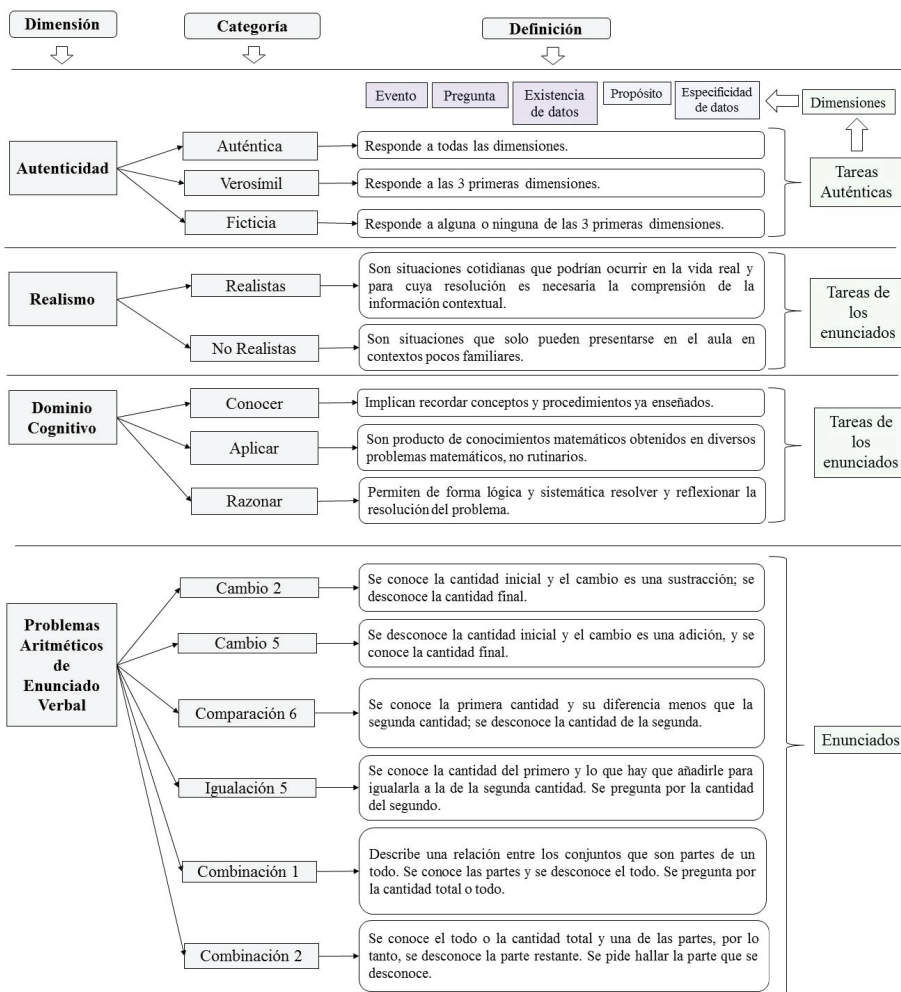 Dimensión
Categoría
Definición
Evento
Pregunta
Existencia
de datos
Propósito
Especificidad
de datos
Dimensiones
Autenticidad
Auténtica
Responde a todas las dimensiones.
Verosímil
Responde a las 3 primeras dimensiones.
Ficticia
Responde a alguna o ninguna de las 3 primeras dimensiones.
Tareas
Auténticas
Realismo
Realistas
Son situaciones cotidianas que podrían ocurrir en la vida real y
para cuya resolución es necesaria la comprensión de la
información contextual.
No Realistas
Son situaciones que solo pueden presentarse en el aula en
contextos pocos familiares.
Tareas de
los
enunciados
Dominio
Cognitivo
Conocer
Implican recordar conceptos y procedimientos ya enseñados.
Aplicar
Son producto de conocimientos matemáticos obtenidos en diversos
problemas matemáticos, no rutinarios.
Razonar
Permiten de forma lógica y sistemática resolver y reflexionar la
resolución del problema.
Tareas de
los
enunciados
Problemas
Aritméticos
de
Enunciado
Verbal
Cambio 2
Se conoce la cantidad inicial y el cambio es una sustracción; se
desconoce la cantidad final.
Cambio 5
Se desconoce la cantidad inicial y el cambio es una adición, y se
conoce la cantidad final.
Comparación 6
Se conoce la primera cantidad y su diferencia menos que la
segunda cantidad; se desconoce la cantidad de la segunda.
Igualación 5
Se conoce la cantidad del primero y lo que hay que añadirle para
igualarla a la de la segunda cantidad. Se pregunta por la cantidad
del segundo.
Combinación 1
Describe una relación entre los conjuntos que son partes de un
todo. Se conoce las partes y se desconoce el todo. Se pregunta por
la cantidad total o todo.
Combinación 2
Se conoce el todo o la cantidad total y una de las partes, por lo
tanto, se desconoce la parte restante. Se pide hallar la parte que se
desconoce.
Enunciados